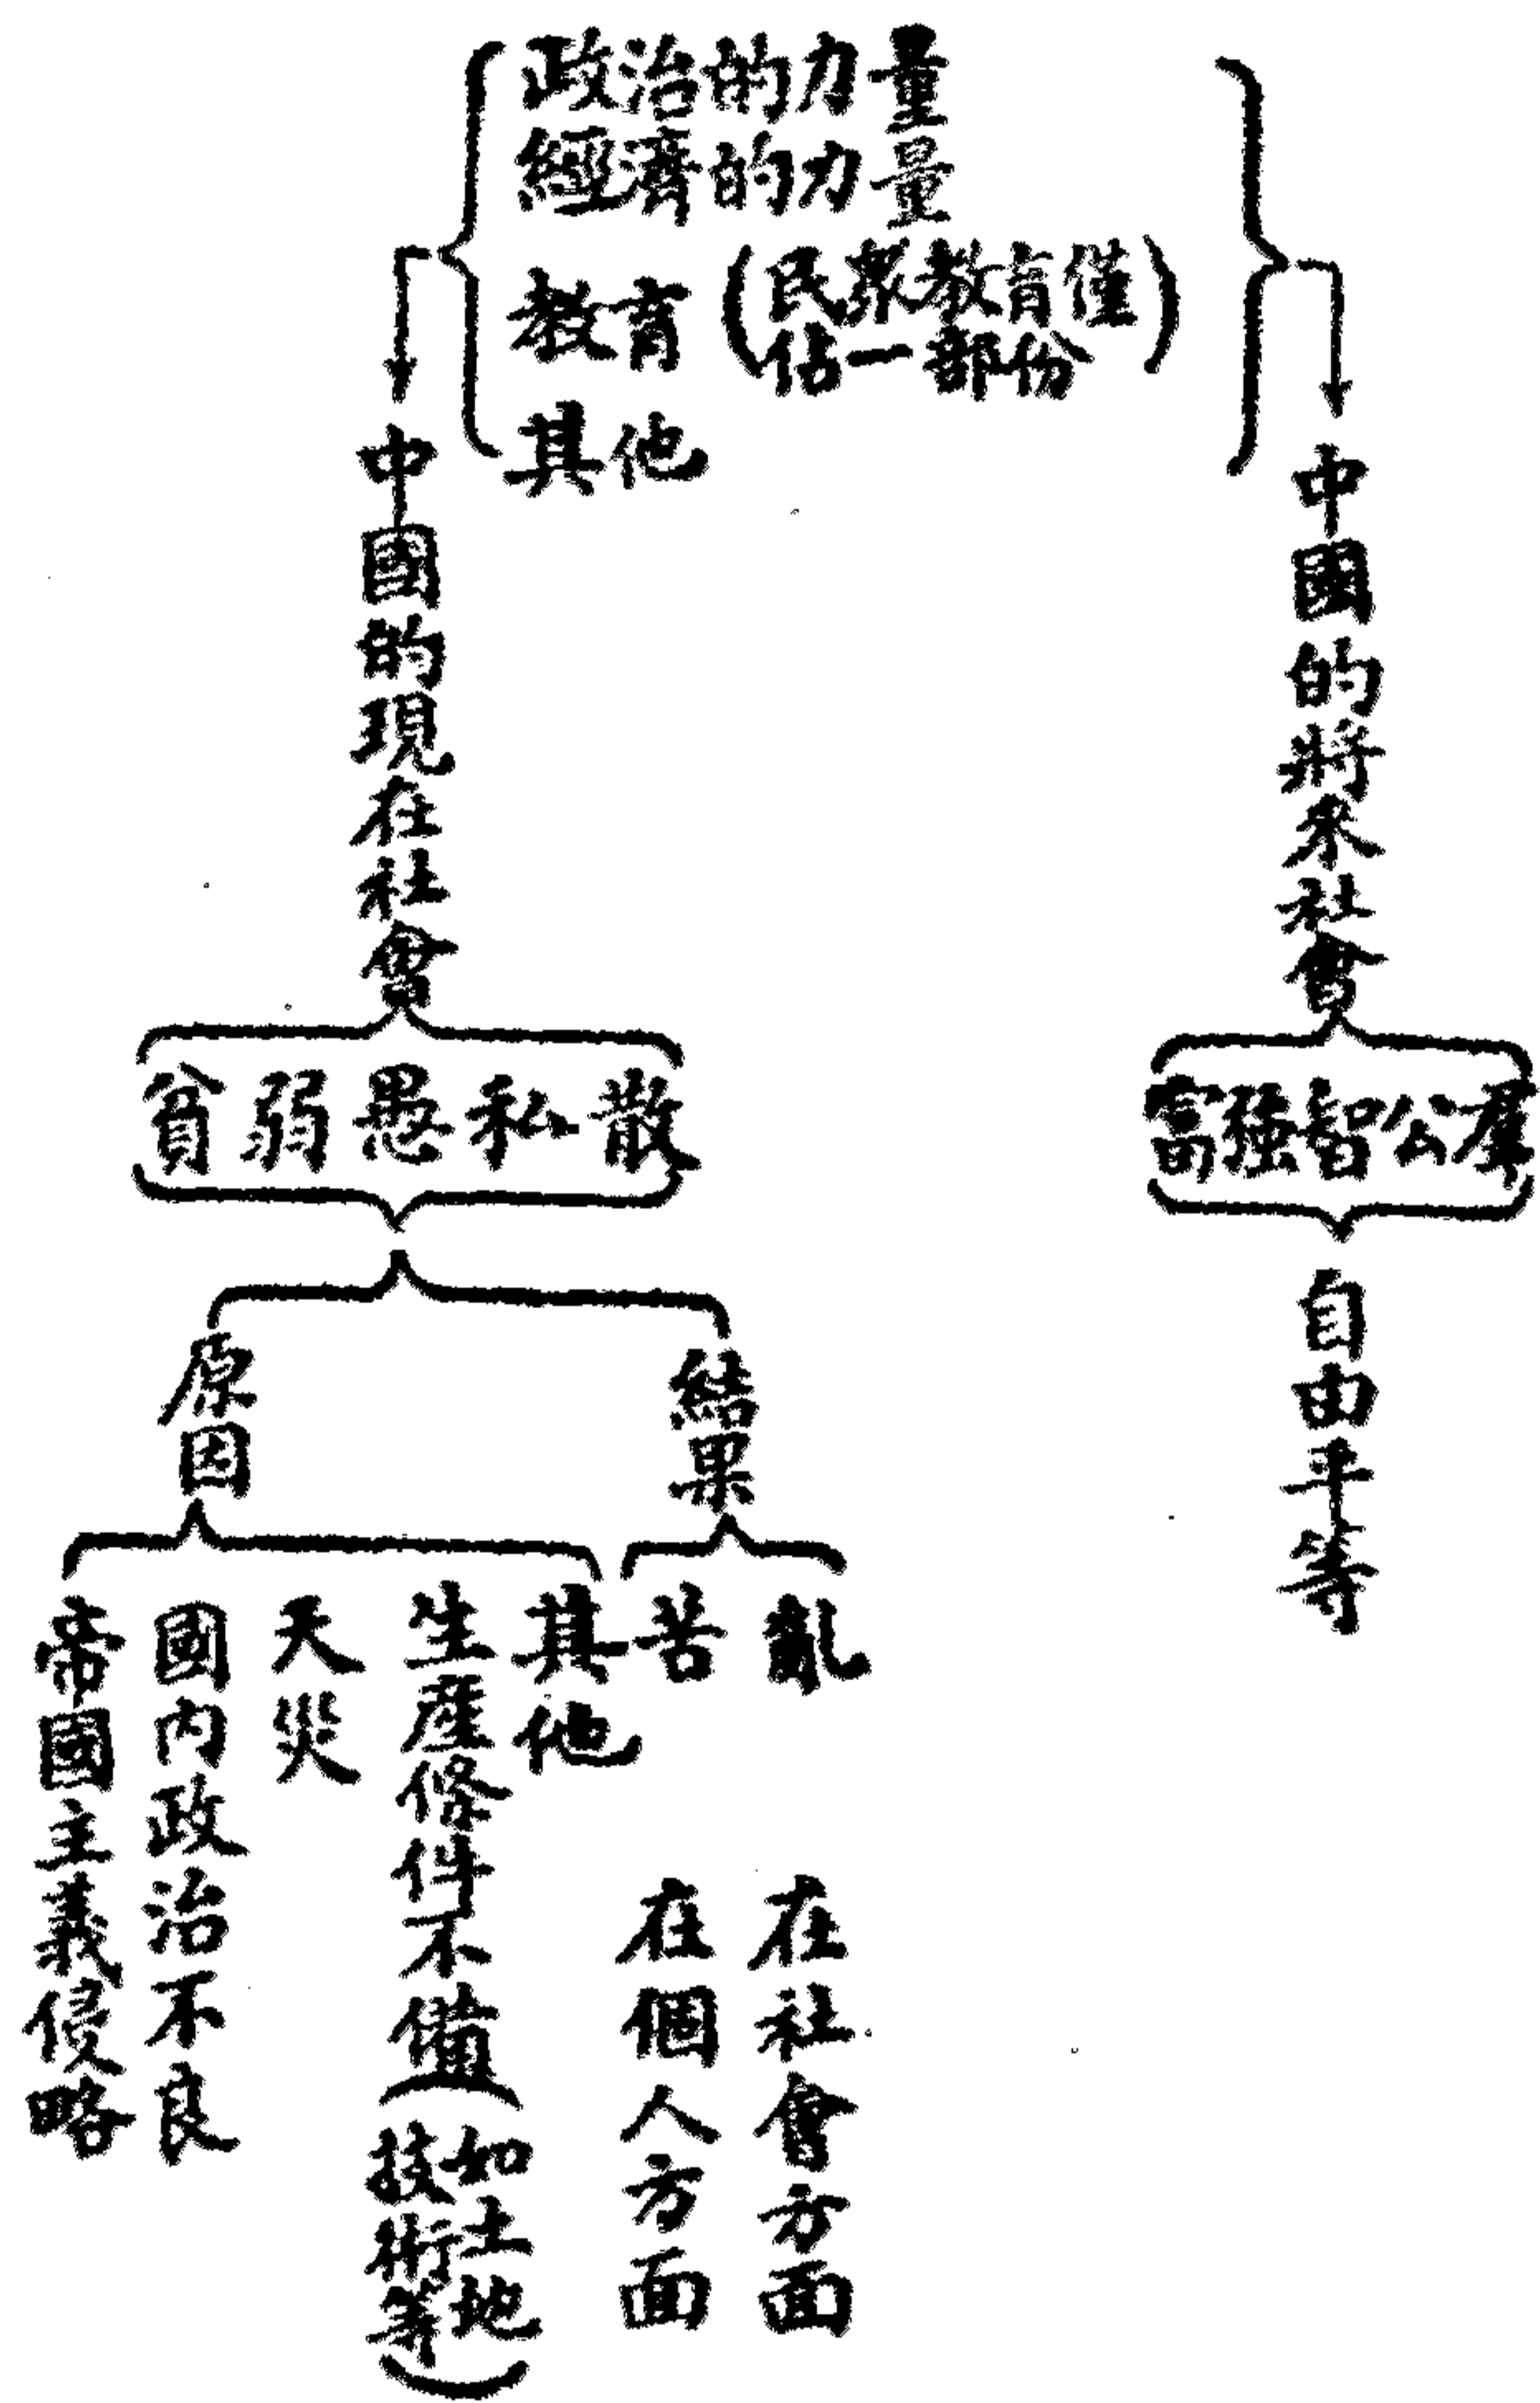 政治的力量
經濟的力量
教育(民衆教育僅
佔一部份)
其他
中國的現在社會
貧弱愚私散
原因
帝國主義侵略
國內政治不良
天災
生產條件不備(如土地
技術等)
其他
結果
苦 在個人方面
亂 在社會方面
中國的將來社會
富强智公
自由平等